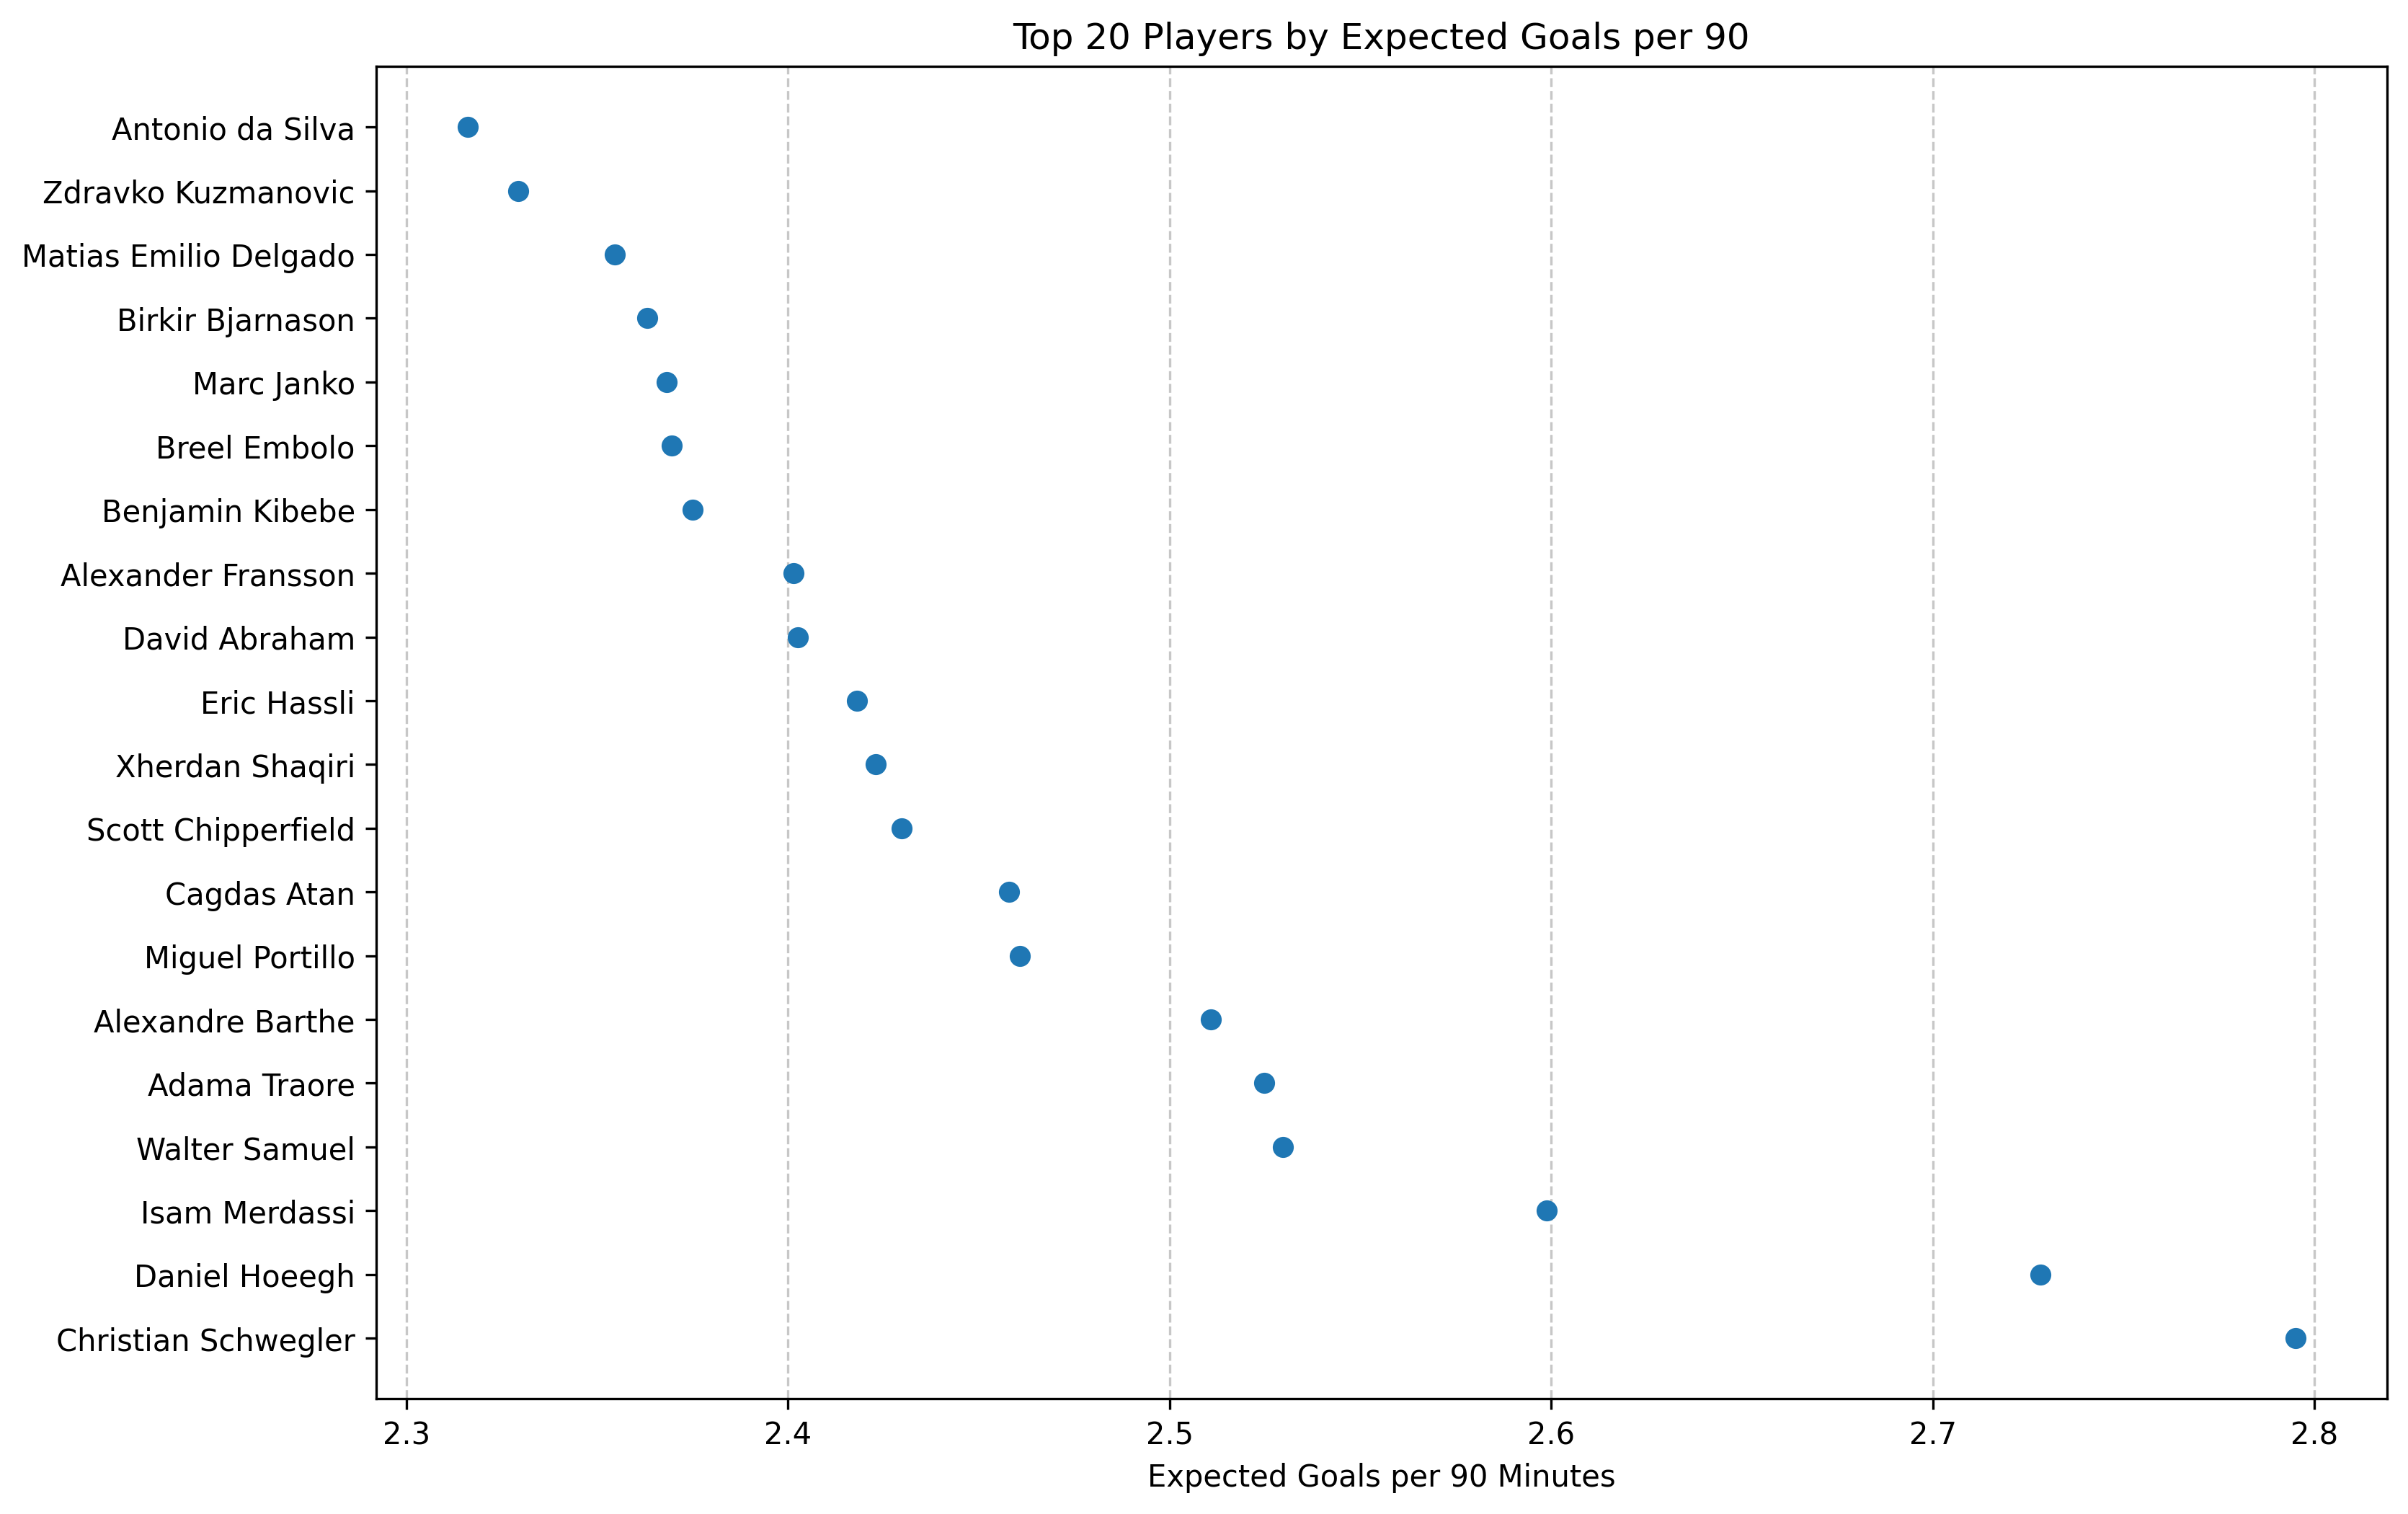 Top 20 Players by Expected Goals per 90
Antonio da Silva
Zdravko Kuzmanovic
Matias Emilio Delgado
Birkir Bjarnason
Marc Janko
Breel Embolo
Benjamin Kibebe
Alexander Fransson
David Abraham
Eric Hassli
Xherdan Shaqiri
Scott Chipperfield
Cagdas Atan
Miguel Portillo
Alexandre Barthe
Adama Traore
Walter Samuel
Isam Merdassi
Daniel Hoeegh
Christian Schwegler
2.3 2.4 2.5 2.6 2.7 2.8
Expected Goals per 90 Minutes